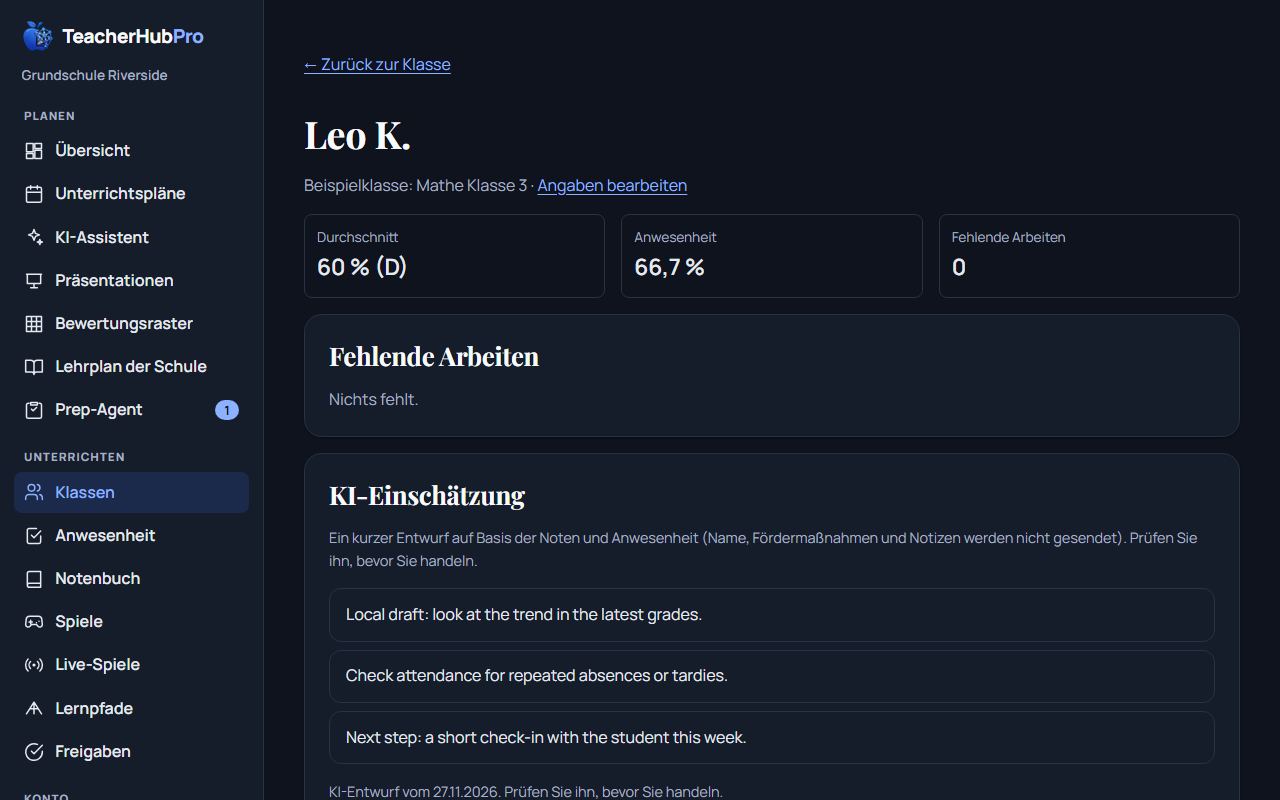 TeacherHubPro
Grundschule Riverside
PLANEN
Übersicht
Unterrichtspläne
KI-Assistent
Präsentationen
Bewertungsraster
Lehrplan der Schule
Prep-Agent
1
UNTERRICHTEN
Klassen
Anwesenheit
Notenbuch
Spiele
Live-Spiele
Lernpfade
Freigaben
KONTO
← Zurück zur Klasse
Leo K.
Beispielklasse: Mathe Klasse 3 · Angaben bearbeiten
Durchschnitt
60 % (D)
Anwesenheit
66,7 %
Fehlende Arbeiten
0
Fehlende Arbeiten
Nichts fehlt.
KI-Einschätzung
Ein kurzer Entwurf auf Basis der Noten und Anwesenheit (Name, Fördermaßnahmen und Notizen werden nicht gesendet). Prüfen Sie
ihn, bevor Sie handeln.
Local draft: look at the trend in the latest grades.
Check attendance for repeated absences or tardies.
Next step: a short check-in with the student this week.
KI-Entwurf vom 27.11.2026. Prüfen Sie ihn, bevor Sie handeln.